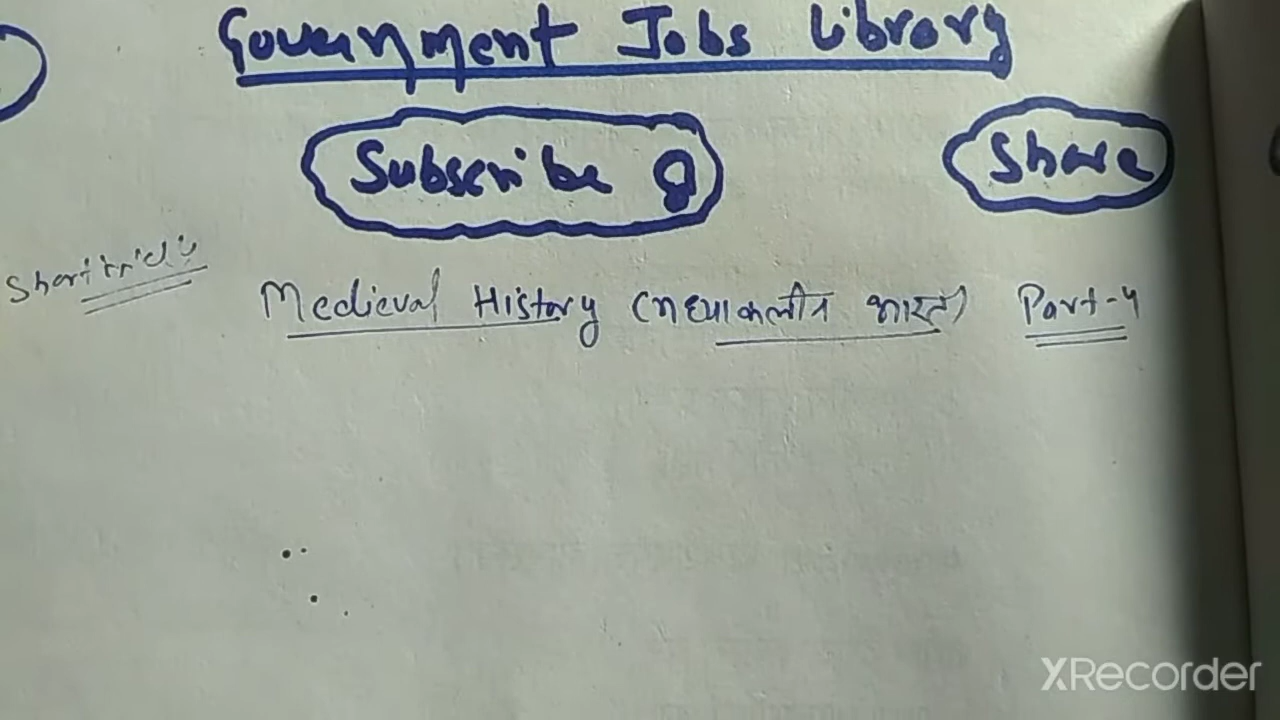 Government Jobs Library
Subscribe
Share
Short trick
Medieval History (मध्यकालीन भारत) Part-4
XRecorder